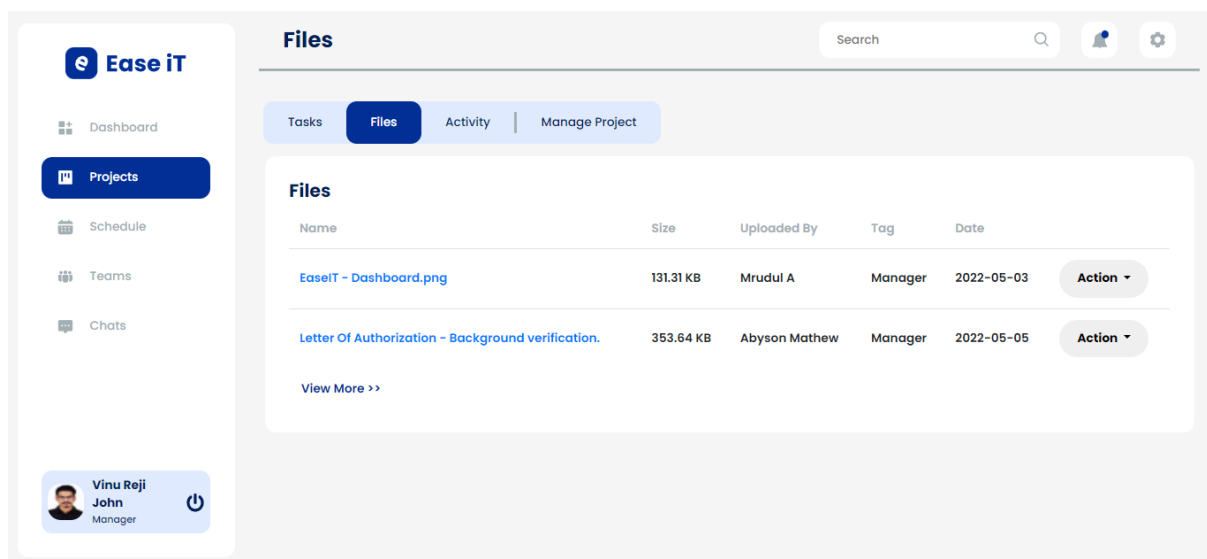 Ease iT
Dashboard
Projects
Schedule
Teams
Chats
Vinu Reji
John
Manager
Files
Search
Tasks Files Activity Manage Project
Files
Name Size Uploaded By Tag Date
EaseIT - Dashboard.png 131.31 KB Mrudul A Manager 2022-05-03 Action
Letter Of Authorization - Background verification. 353.64 KB Abyson Mathew Manager 2022-05-05 Action
View More >>